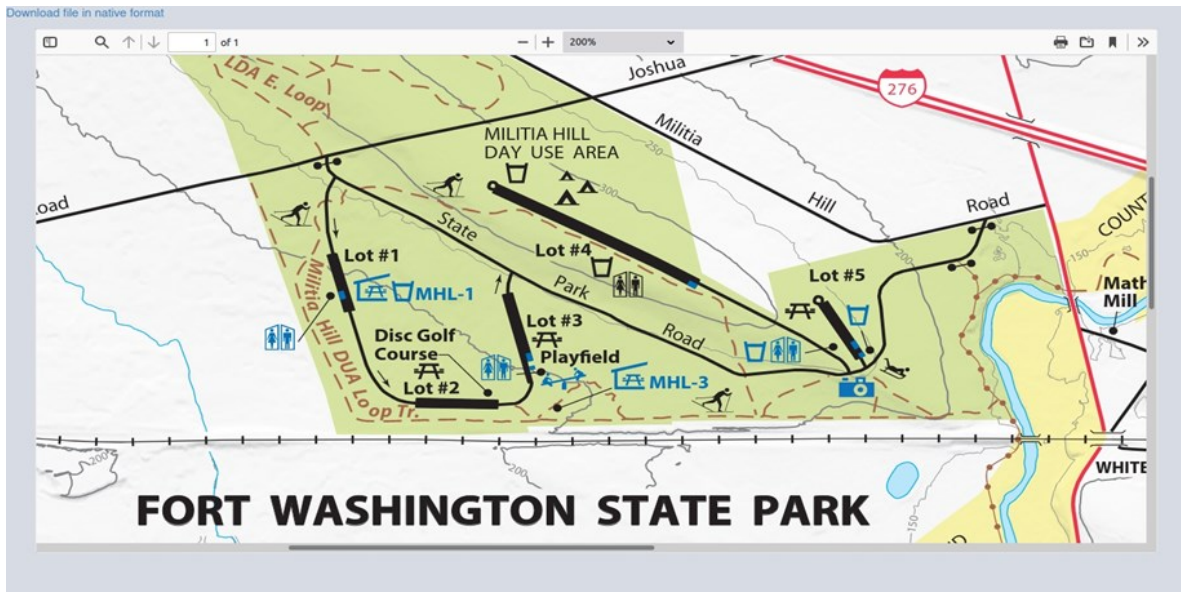 Download file in native format
1 of 1
200%
LDA E. Loop
Joshua
276
Militia
MILITIA HILL
DAY USE AREA
250
300
Road
Hill
COUNT
oad
State
Lot #1
Lot #4
200
150
Lot #5
Park
Math
Mill
MHL-1
Militia Hill DUA Loop Tr.
Lot #3
Disc Golf
Course
Road
Playfield
MHL-3
Lot #2
200
200
WHITE
FORT WASHINGTON STATE PARK
150
D